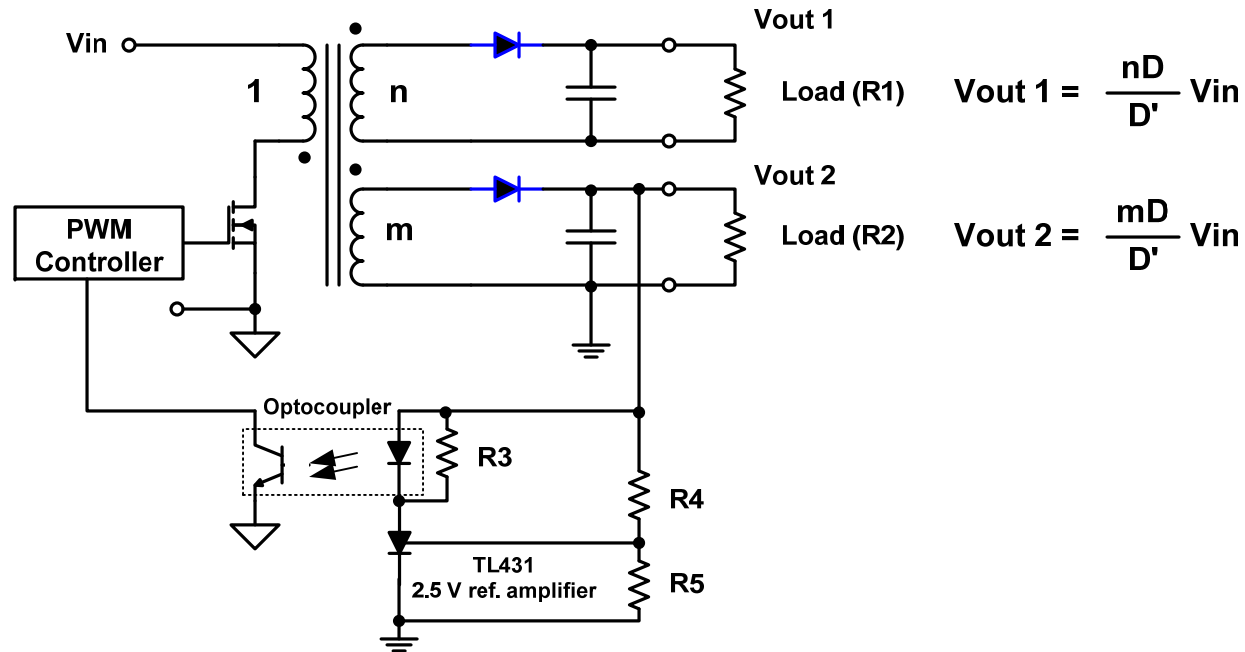 Vout 1
Vin
1
n
Load (R1)
Vout 1 = nD / D' Vin
Vout 2
PWM
Controller
m
Load (R2)
Vout 2 = mD / D' Vin
Optocoupler
R3
R4
TL431
2.5 V ref. amplifier
R5